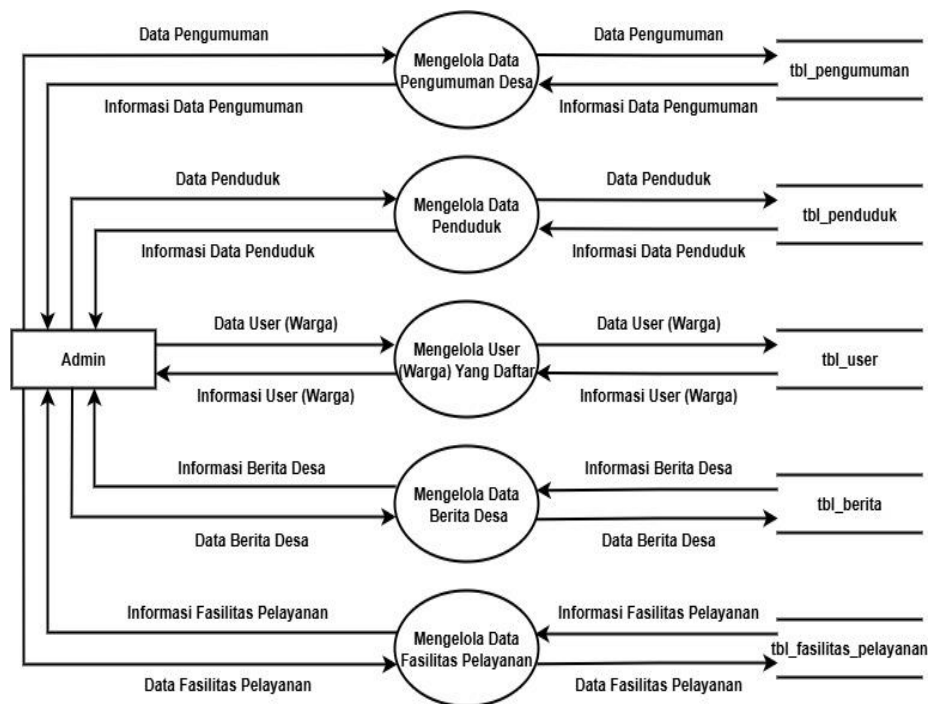 Data Pengumuman
Data Pengumuman
Mengelola Data
Pengumuman Desa
tbl_pengumuman
Informasi Data Pengumuman
Informasi Data Pengumuman
Data Penduduk
Data Penduduk
Mengelola Data
Penduduk
tbl_penduduk
Informasi Data Penduduk
Informasi Data Penduduk
Data User (Warga)
Data User (Warga)
Admin
Mengelola User
(Warga) Yang Daftar
tbl_user
Informasi User (Warga)
Informasi User (Warga)
Informasi Berita Desa
Informasi Berita Desa
Mengelola Data
Berita Desa
tbl_berita
Data Berita Desa
Data Berita Desa
Informasi Fasilitas Pelayanan
Informasi Fasilitas Pelayanan
Mengelola Data
Fasilitas Pelayanan
tbl_fasilitas_pelayanan
Data Fasilitas Pelayanan
Data Fasilitas Pelayanan